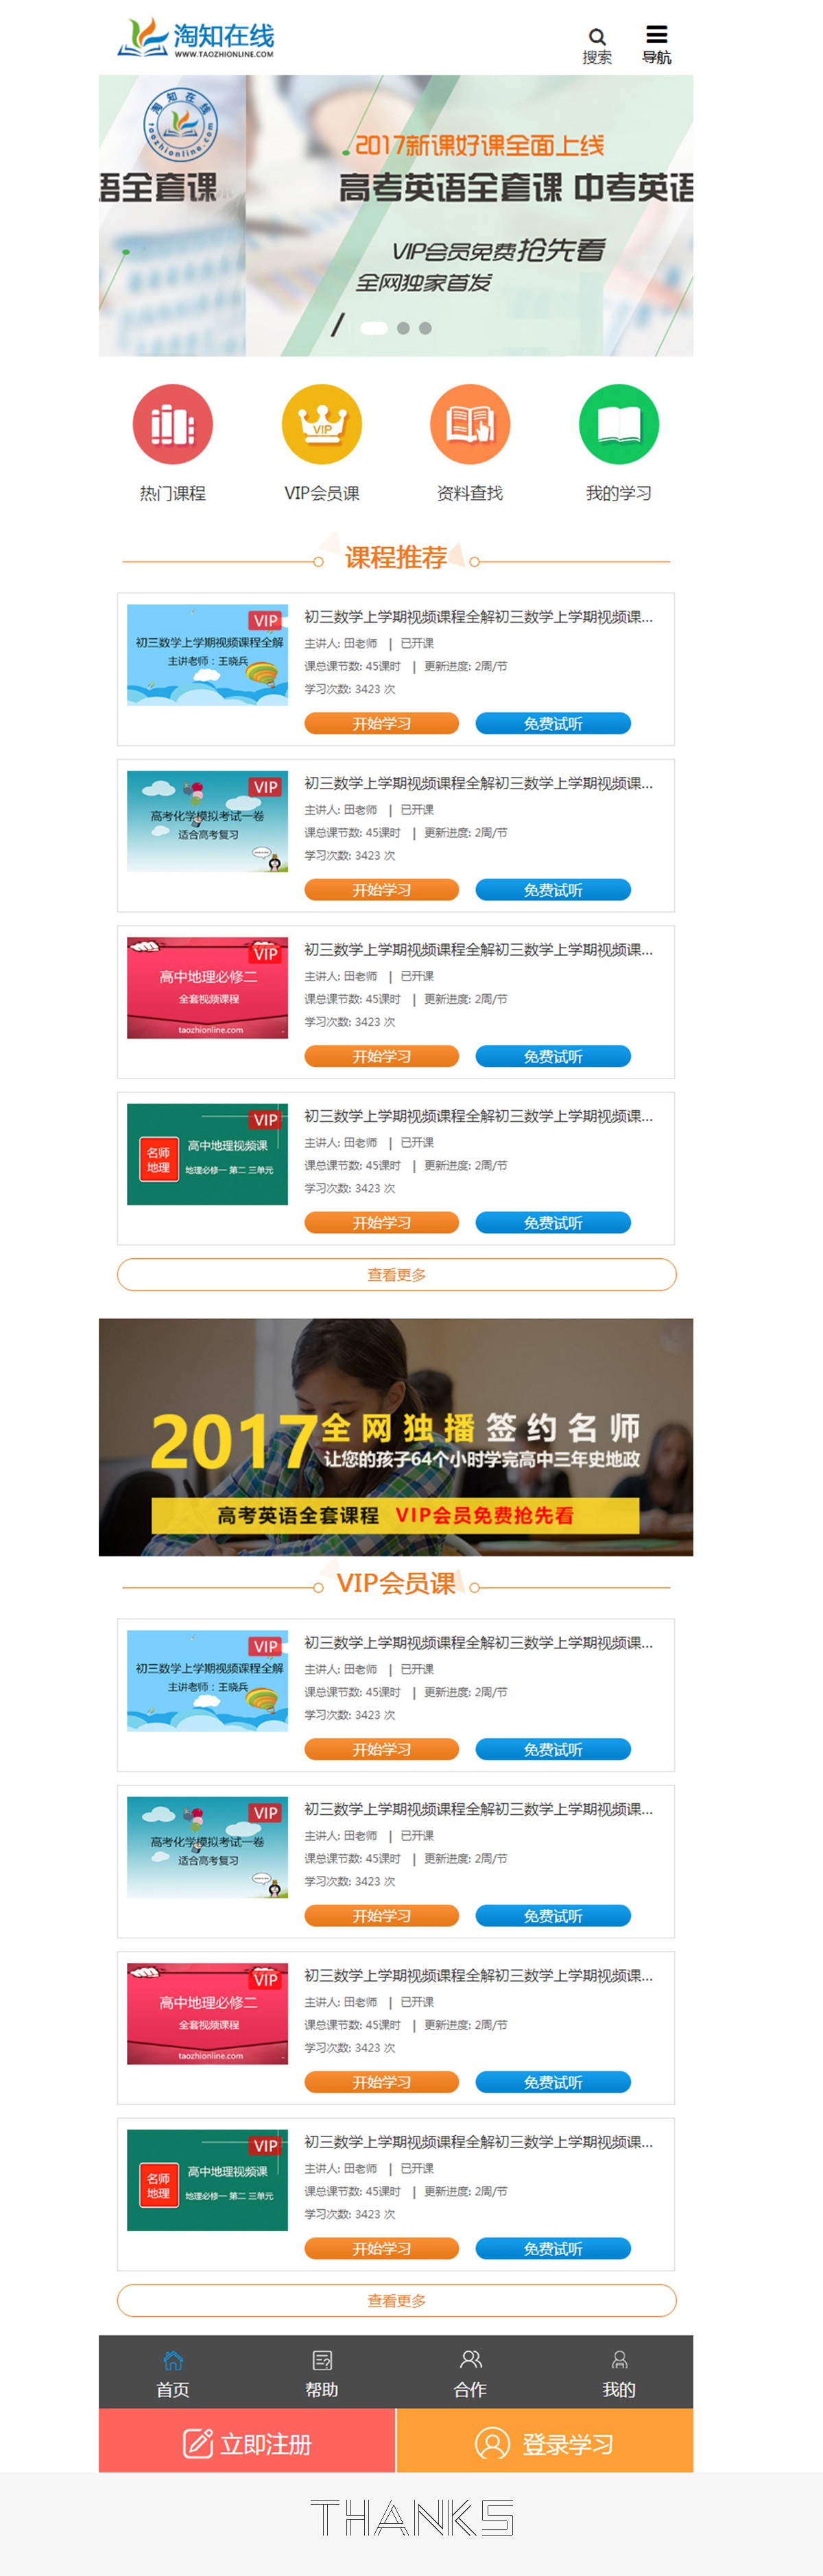 淘知在线
WWW.TAOZHIONLINE.COM
搜索
导航
淘知在线
taozhionline.com
2017新课好课全面上线
语全套课
高考英语全套课 中考英语
VIP会员免费抢先看
全网独家首发
VIP
热门课程
VIP会员课
资料查找
我的学习
课程推荐
VIP
初三数学上学期视频课程全解
主讲老师：王晓兵
初三数学上学期视频课程全解初三数学上学期视频课...
主讲人: 田老师 | 已开课
课总课节数: 45课时 | 更新进度: 2周/节
学习次数: 3423 次
开始学习
免费试听
VIP
高考化学模拟考试一卷
适合高考复习
初三数学上学期视频课程全解初三数学上学期视频课...
主讲人: 田老师 | 已开课
课总课节数: 45课时 | 更新进度: 2周/节
学习次数: 3423 次
开始学习
免费试听
VIP
高中地理必修二
全套视频课程
taozhionline.com
初三数学上学期视频课程全解初三数学上学期视频课...
主讲人: 田老师 | 已开课
课总课节数: 45课时 | 更新进度: 2周/节
学习次数: 3423 次
开始学习
免费试听
VIP
名师
地理
高中地理视频课
地理必修一 第二 三单元
初三数学上学期视频课程全解初三数学上学期视频课...
主讲人: 田老师 | 已开课
课总课节数: 45课时 | 更新进度: 2周/节
学习次数: 3423 次
开始学习
免费试听
查看更多
2017全网独播签约名师
让您的孩子64个小时学完高中三年史地政
高考英语全套课程 VIP会员免费抢先看
VIP会员课
VIP
初三数学上学期视频课程全解
主讲老师：王晓兵
初三数学上学期视频课程全解初三数学上学期视频课...
主讲人: 田老师 | 已开课
课总课节数: 45课时 | 更新进度: 2周/节
学习次数: 3423 次
开始学习
免费试听
VIP
高考化学模拟考试一卷
适合高考复习
初三数学上学期视频课程全解初三数学上学期视频课...
主讲人: 田老师 | 已开课
课总课节数: 45课时 | 更新进度: 2周/节
学习次数: 3423 次
开始学习
免费试听
VIP
高中地理必修二
全套视频课程
taozhionline.com
初三数学上学期视频课程全解初三数学上学期视频课...
主讲人: 田老师 | 已开课
课总课节数: 45课时 | 更新进度: 2周/节
学习次数: 3423 次
开始学习
免费试听
VIP
名师
地理
高中地理视频课
地理必修一 第二 三单元
初三数学上学期视频课程全解初三数学上学期视频课...
主讲人: 田老师 | 已开课
课总课节数: 45课时 | 更新进度: 2周/节
学习次数: 3423 次
开始学习
免费试听
查看更多
首页
帮助
合作
我的
立即注册
登录学习
THANKS